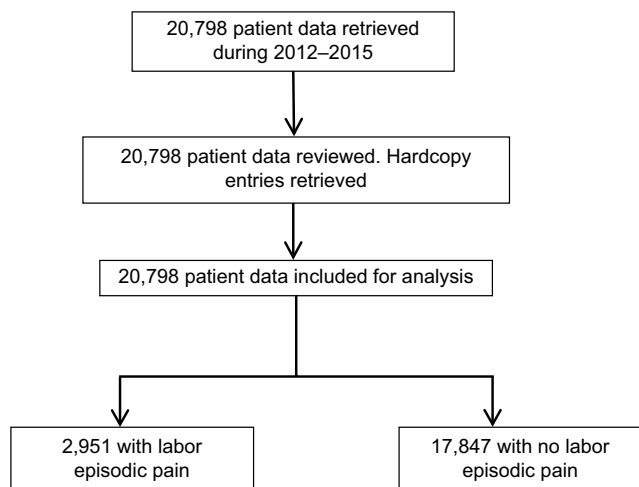 20,798 patient data retrieved
during 2012–2015
20,798 patient data reviewed. Hardcopy
entries retrieved
20,798 patient data included for analysis
2,951 with labor
episodic pain
17,847 with no labor
episodic pain